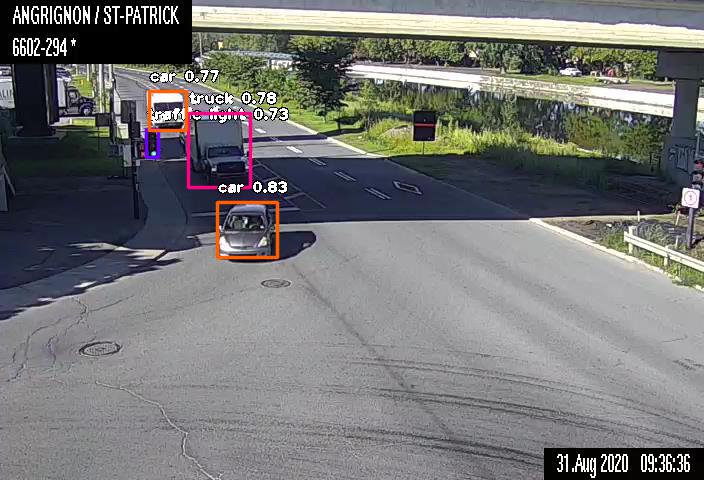 ANGRIGNON / ST-PATRICK
6602-294 *
car 0.77
truck 0.78
traffic light 0.73
car 0.83
31.Aug 2020 09:36:36